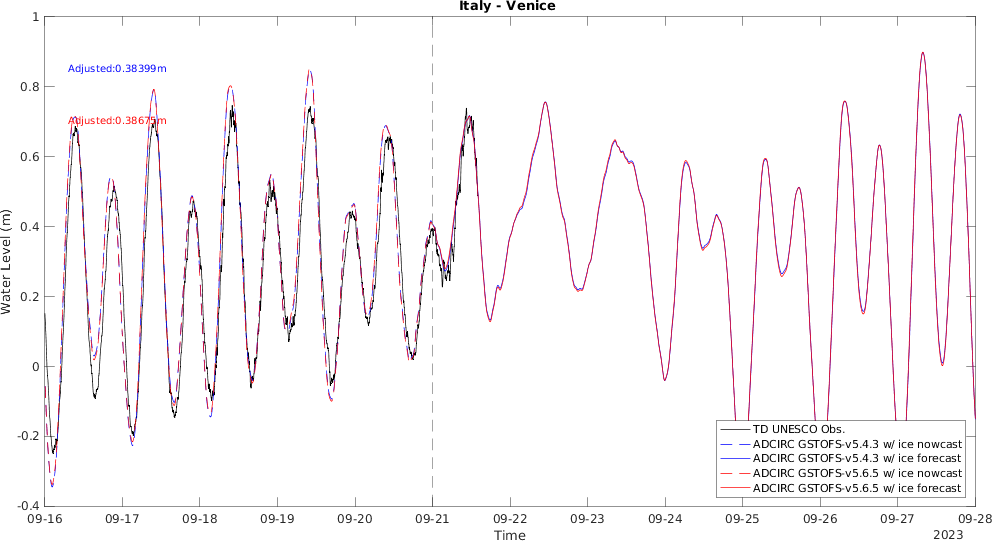 Italy - Venice
1
0.8
0.6
0.4
0.2
0
-0.2
-0.4
Water Level (m)
Adjusted:0.38399m
Adjusted:0.38675m
TD UNESCO Obs.
ADCIRC GSTOFS-v5.4.3 w/ ice nowcast
ADCIRC GSTOFS-v5.4.3 w/ ice forecast
ADCIRC GSTOFS-v5.6.5 w/ ice nowcast
ADCIRC GSTOFS-v5.6.5 w/ ice forecast
09-16 09-17 09-18 09-19 09-20 09-21 09-22 09-23 09-24 09-25 09-26 09-27 09-28
Time
2023